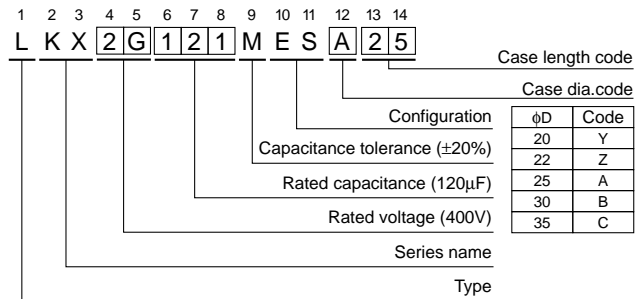 1 2 3 4 5 6 7 8 9 10 11 12 13 14
L K X 2 G 1 2 1 M E S A 2 5
Case length code
Case dia.code
Configuration
Capacitance tolerance (±20%)
Rated capacitance (120μF)
Rated voltage (400V)
Series name
Type
ϕD Code
20 Y
22 Z
25 A
30 B
35 C